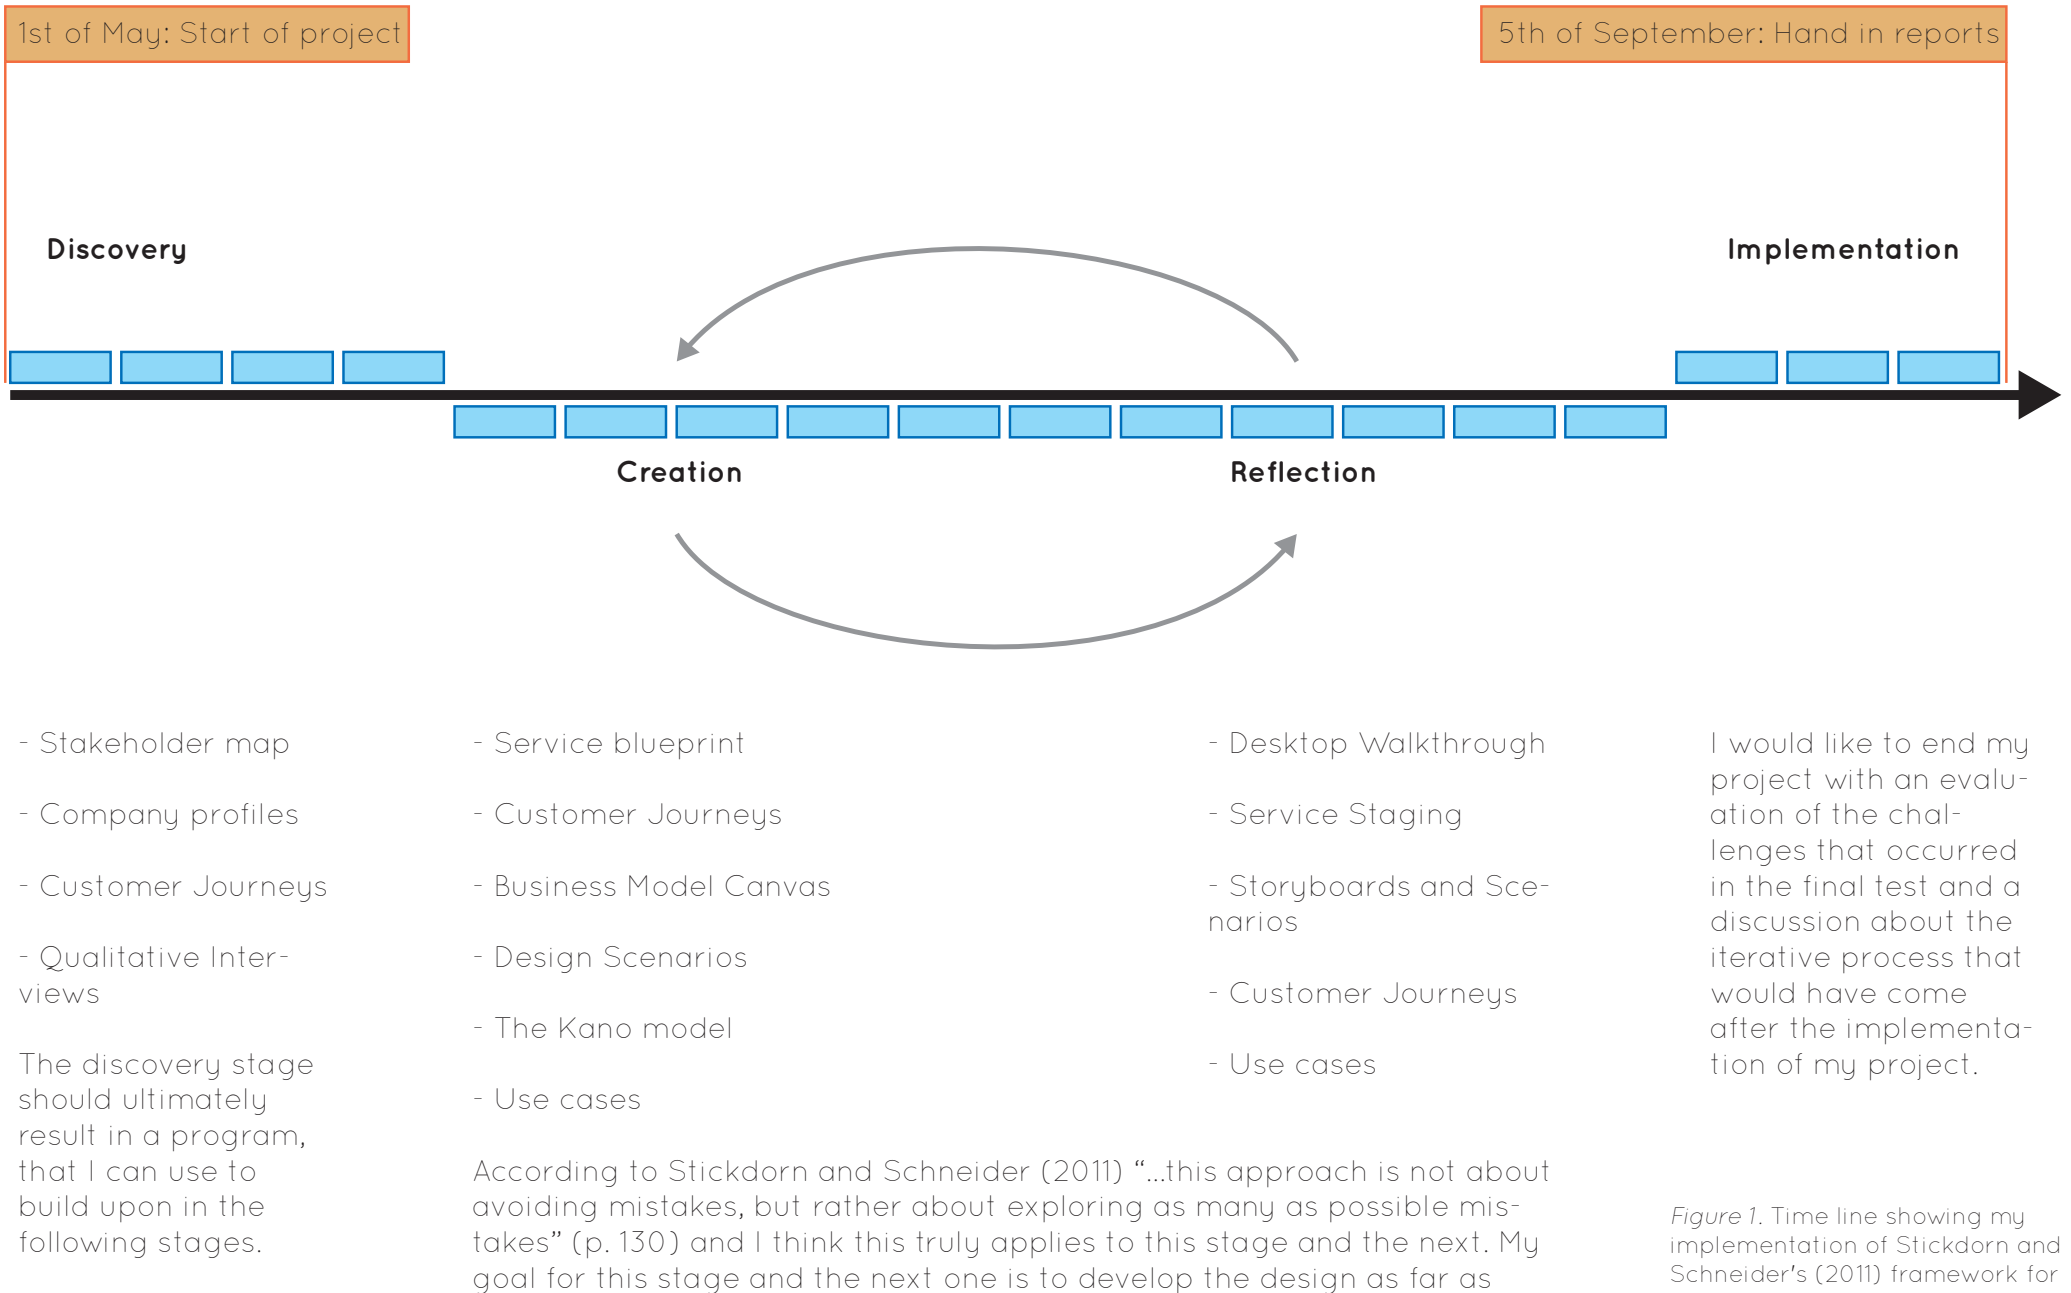 1st of May: Start of project
5th of September: Hand in reports
Discovery
Implementation
Creation
Reflection
- Stakeholder map
- Company profiles
- Customer Journeys
- Qualitative Inter-
views
The discovery stage
should ultimately
result in a program,
that I can use to
build upon in the
following stages.
- Service blueprint
- Customer Journeys
- Business Model Canvas
- Design Scenarios
- The Kano model
- Use cases
According to Stickdorn and Schneider (2011) “...this approach is not about
avoiding mistakes, but rather about exploring as many as possible mis-
takes” (p. 130) and I think this truly applies to this stage and the next. My
goal for this stage and the next one is to develop the design as far as
- Desktop Walkthrough
- Service Staging
- Storyboards and Sce-
narios
- Customer Journeys
- Use cases
I would like to end my
project with an evalu-
ation of the chal-
lenges that occurred
in the final test and a
discussion about the
iterative process that
would have come
after the implementa-
tion of my project.
Figure 1. Time line showing my
implementation of Stickdorn and
Schneider's (2011) framework for